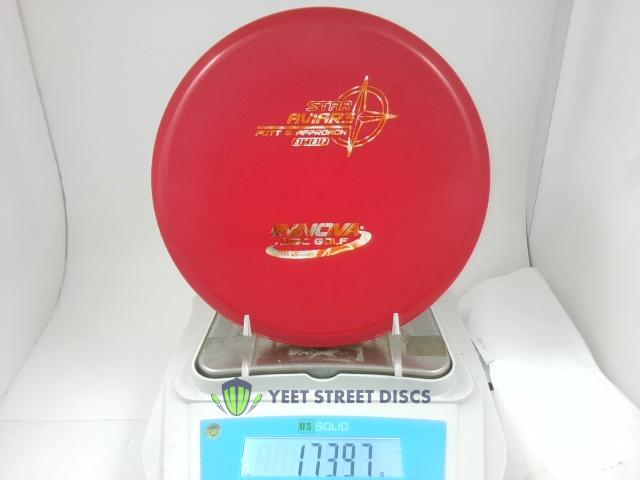 STAR
AVIAR3
PUTT & APPROACH
INNOVA
DISC GOLF
YEET STREET DISCS
US SOLID
173.97 g